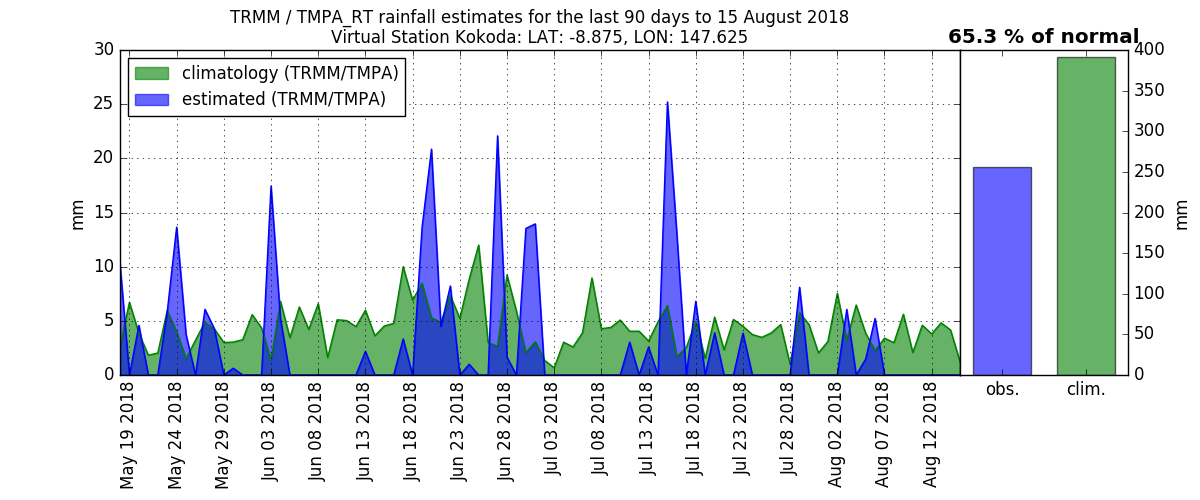 TRMM / TMPA_RT rainfall estimates for the last 90 days to 15 August 2018
Virtual Station Kokoda: LAT: -8.875, LON: 147.625
65.3 % of normal
climatology (TRMM/TMPA)
estimated (TRMM/TMPA)
30
25
20
15
10
5
0
mm
May 19 2018
May 24 2018
May 29 2018
Jun 03 2018
Jun 08 2018
Jun 13 2018
Jun 18 2018
Jun 23 2018
Jun 28 2018
Jul 03 2018
Jul 08 2018
Jul 13 2018
Jul 18 2018
Jul 23 2018
Jul 28 2018
Aug 02 2018
Aug 07 2018
Aug 12 2018
obs.
clim.
400
350
300
250
200
150
100
50
0
mm